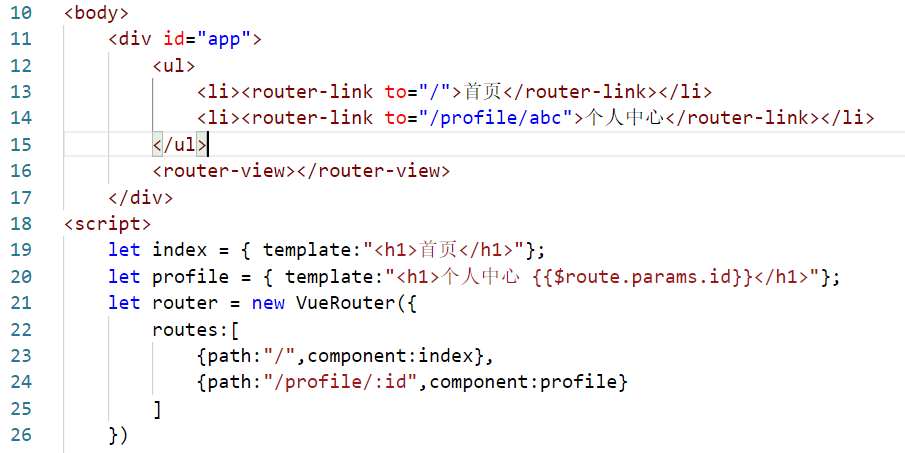 10 <body>
11     <div id="app">
12         <ul>
13             <li><router-link to="/">首页</router-link></li>
14             <li><router-link to="/profile/abc">个人中心</router-link></li>
15         </ul>
16         <router-view></router-view>
17     </div>
18 <script>
19     let index = { template:"<h1>首页</h1>"};
20     let profile = { template:"<h1>个人中心 {{$route.params.id}}</h1>"};
21     let router = new VueRouter({
22         routes:[
23             {path:"/",component:index},
24             {path:"/profile/:id",component:profile}
25         ]
26     })